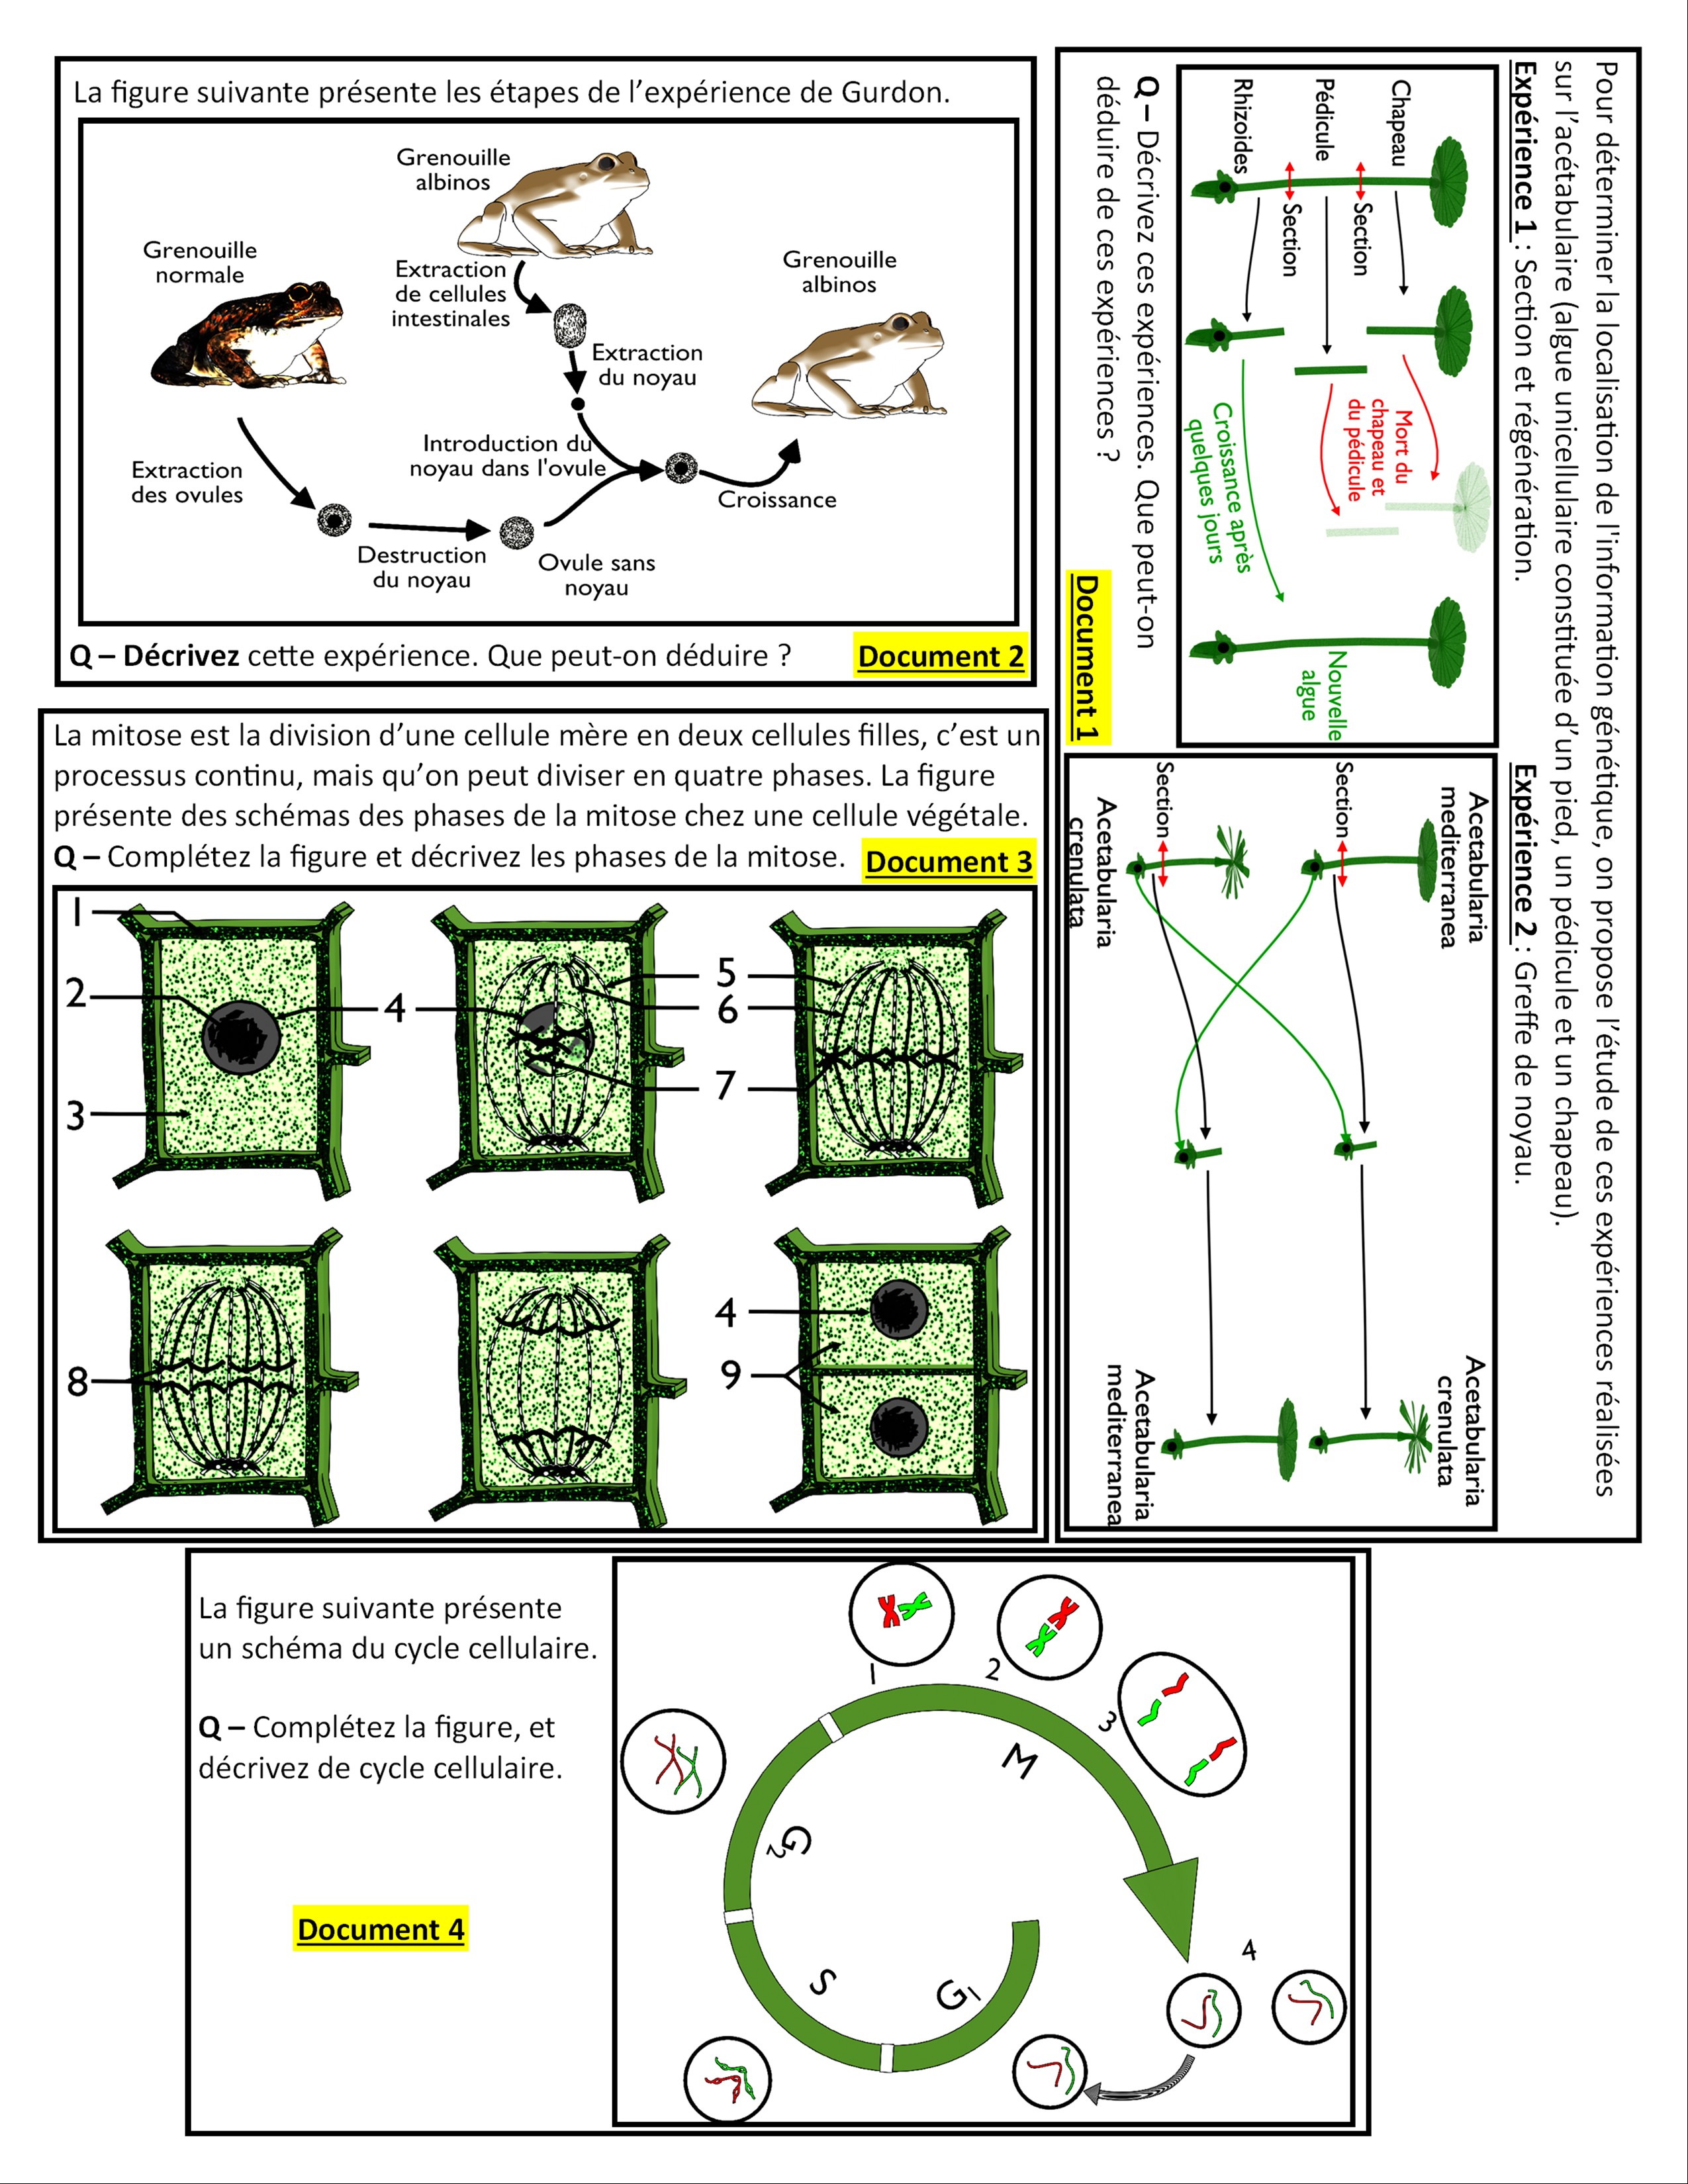 La figure suivante présente les étapes de l’expérience de Gurdon.
Grenouille
albinos
Grenouille
normale
Extraction
de cellules
intestinales
Grenouille
albinos
Extraction
du noyau
Introduction du
noyau dans l'ovule
Extraction
des ovules
Croissance
Destruction
du noyau
Ovule sans
noyau
Q – Décrivez cette expérience. Que peut-on déduire ?
Document 2
Pour déterminer la localisation de l'information génétique, on propose l’étude de ces expériences réalisées
sur l’acétabulaire (algue unicellulaire constituée d’un pied, un pédicule et un chapeau).
Expérience 1 : Section et régénération.
Chapeau
Pédicule
Rhizoides
Section
Section
Mort du
chapeau et
du pédicule
Croissance après
quelques jours
Nouvelle
algue
Q – Décrivez ces expériences. Que peut-on
déduire de ces expériences ?
Document 1
Expérience 2 : Greffe de noyau.
Acetabularia
mediterranea
Section
Section
Acetabularia
crenulata
Acetabularia
crenulata
Acetabularia
mediterranea
La mitose est la division d’une cellule mère en deux cellules filles, c’est un
processus continu, mais qu’on peut diviser en quatre phases. La figure
présente des schémas des phases de la mitose chez une cellule végétale.
Q – Complétez la figure et décrivez les phases de la mitose.
Document 3
1
2
3
4
5
6
7
8
4
9
La figure suivante présente
un schéma du cycle cellulaire.
Q – Complétez la figure, et
décrivez de cycle cellulaire.
Document 4
1
2
3
M
G2
S
G1
4